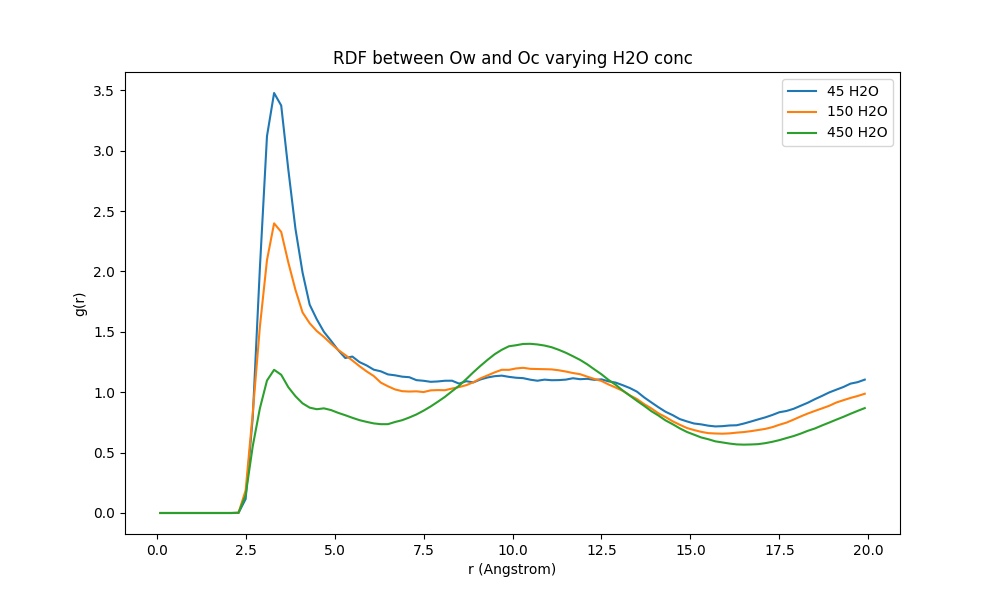 RDF between Ow and Oc varying H2O conc
45 H2O
150 H2O
450 H2O
3.5
3.0
2.5
2.0
1.5
1.0
0.5
0.0
g(r)
0.0 2.5 5.0 7.5 10.0 12.5 15.0 17.5 20.0
r (Angstrom)